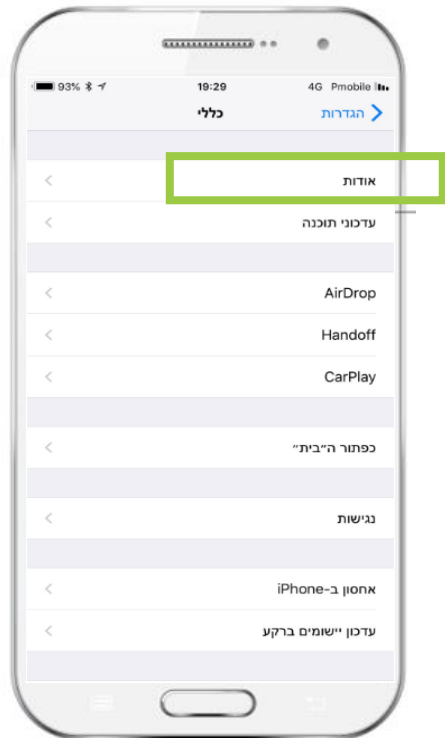 93% 19:29 4G Pmobile
הגדרות כללי
אודות
עדכוני תוכנה
AirDrop
Handoff
CarPlay
כפתור ה״בית״
נגישות
אחסון ב-iPhone
עדכון יישומים ברקע